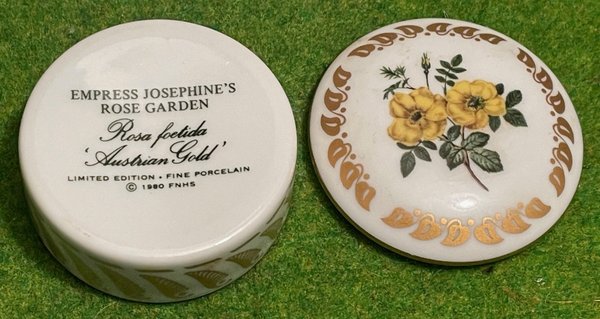 EMPRESS JOSEPHINE'S
ROSE GARDEN
Rosa foetida
'Austrian Gold'
LIMITED EDITION • FINE PORCELAIN
© 1980 FNHS